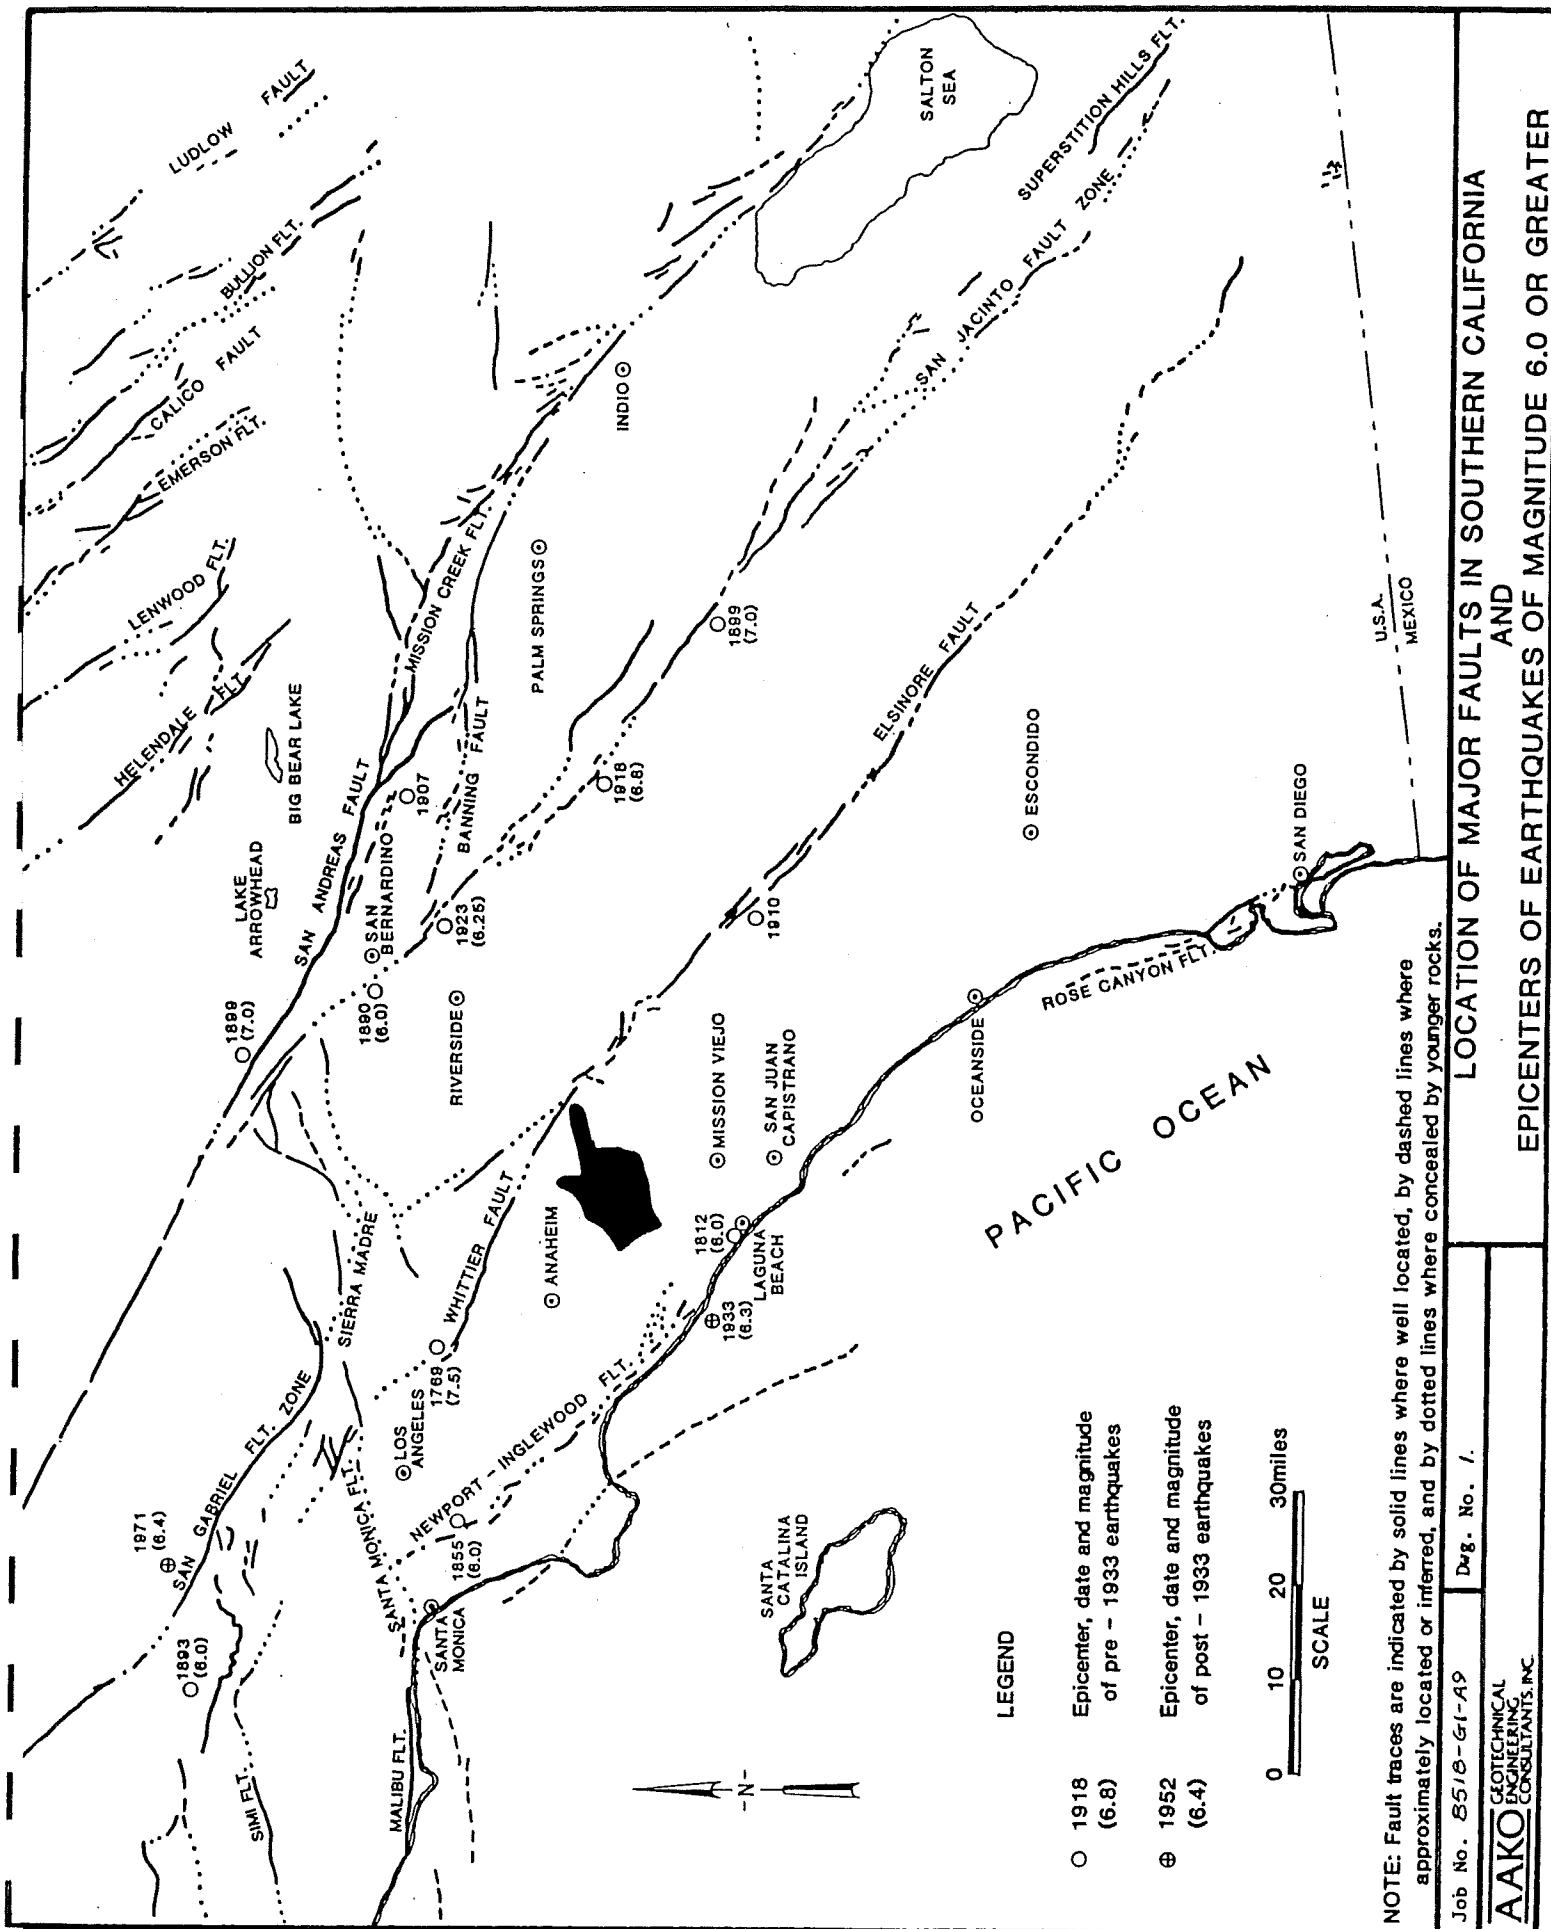 LUDLOW FAULT
BULLION FLT.
CALICO FAULT
EMERSON FLT.
LENWOOD FLT.
HELENDALE FLT.
BIG BEAR LAKE
LAKE
ARROWHEAD
SAN ANDREAS FAULT
MISSION CREEK FLT.
BANNING FAULT
SAN
BERNARDINO
1907
1923
(6.25)
1890
(6.0)
1899
(7.0)
RIVERSIDE
PALM SPRINGS
INDIO
SALTON
SEA
SUPERSTITION HILLS FLT.
SAN JACINTO FAULT ZONE
1918
(6.8)
1899
(7.0)
ELSINORE FAULT
1910
ESCONDIDO
SAN DIEGO
U.S.A.
MEXICO
ROSE CANYON FLT.
OCEANSIDE
MISSION VIEJO
SAN JUAN
CAPISTRANO
1812
(6.0)
LAGUNA
BEACH
1933
(6.3)
ANAHEIM
WHITTIER FAULT
1769
(7.5)
SIERRA MADRE
SAN GABRIEL FLT. ZONE
1971
(6.4)
1893
(6.0)
LOS
ANGELES
NEWPORT - INGLEWOOD FLT.
1855
(6.0)
SANTA MONICA FLT.
SANTA
MONICA
MALIBU FLT.
SIMI FLT.
SANTA
CATALINA
ISLAND
PACIFIC OCEAN
-N-
LEGEND
1918 Epicenter, date and magnitude
(6.8) of pre - 1933 earthquakes
1952 Epicenter, date and magnitude
(6.4) of post - 1933 earthquakes
0 10 20 30miles
SCALE
NOTE: Fault traces are indicated by solid lines where well located, by dashed lines where
approximately located or inferred, and by dotted lines where concealed by younger rocks.
Job No. 8518-G1-A9
Dwg. No. 1.
AAKO GEOTECHNICAL
ENGINEERING
CONSULTANTS, INC.
LOCATION OF MAJOR FAULTS IN SOUTHERN CALIFORNIA
AND
EPICENTERS OF EARTHQUAKES OF MAGNITUDE 6.0 OR GREATER